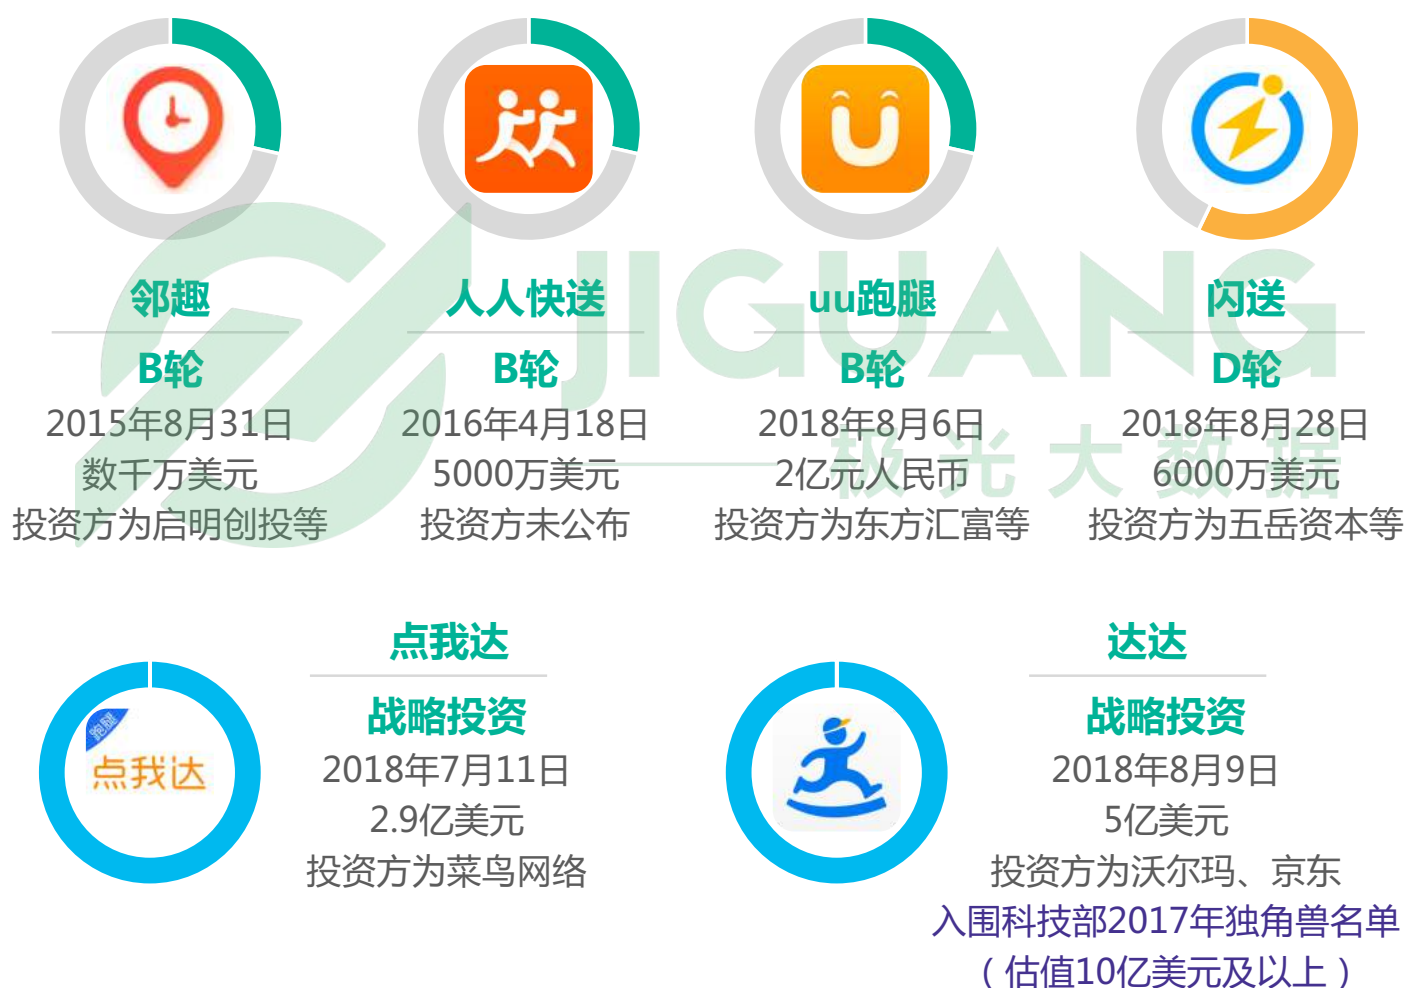 邻趣
B轮
2015年8月31日
数千万美元
投资方为启明创投等
人人快送
B轮
2016年4月18日
5000万美元
投资方未公布
uu跑腿
B轮
2018年8月6日
2亿元人民币
投资方为东方汇富等
闪送
D轮
2018年8月28日
6000万美元
投资方为五岳资本等
JIGUANG
极光大数据
跑腿
点我达
点我达
战略投资
2018年7月11日
2.9亿美元
投资方为菜鸟网络
达达
战略投资
2018年8月9日
5亿美元
投资方为沃尔玛、京东
入围科技部2017年独角兽名单
（估值10亿美元及以上）